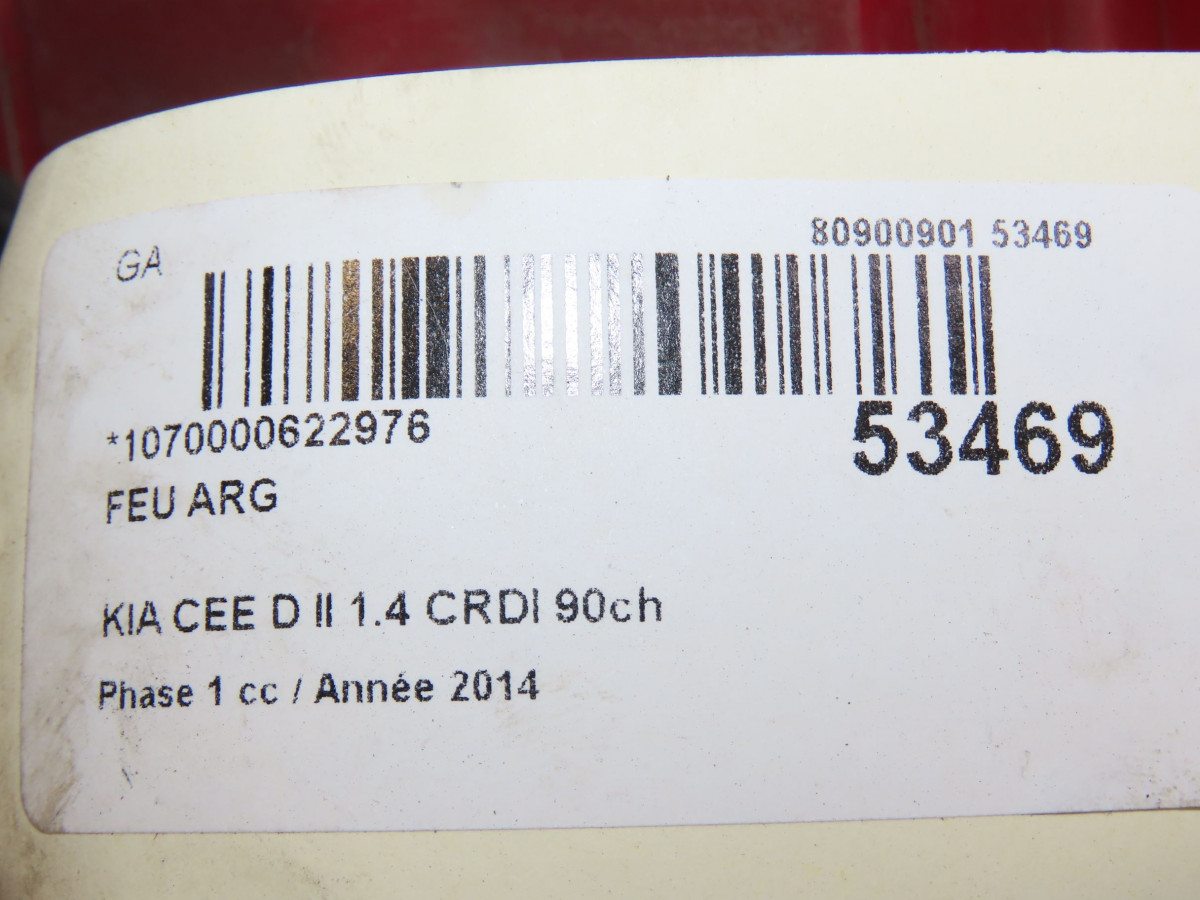 80900901 53469
GA
*1070000622976
53469
FEU ARG
KIA CEE D II 1.4 CRDI 90ch
Phase 1 cc / Année 2014